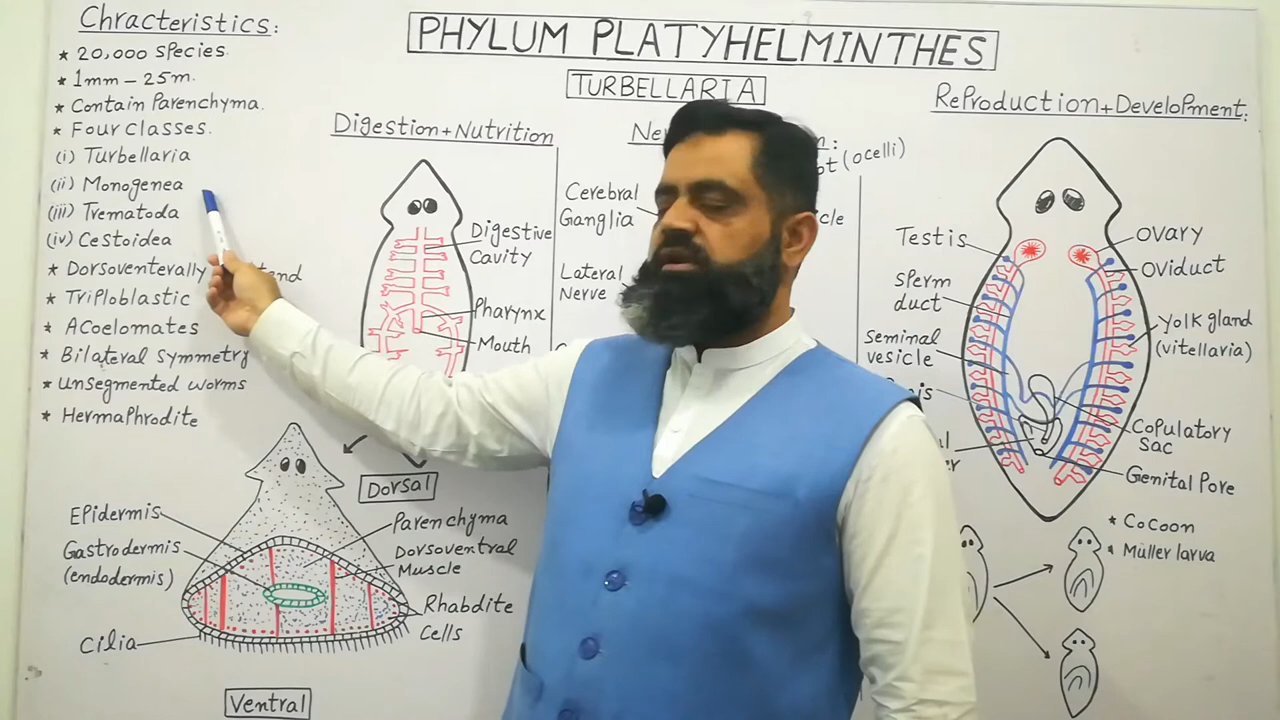 PHYLUM PLATYHELMINTHES
TURBELLARIA
Chracteristics:
* 20,000 Species.
* 1mm – 25m.
* Contain Parenchyma.
* Four Classes.
(i) Turbellaria
(ii) Monogenea
(iii) Trematoda
(iv) Cestoidea
* Dorsoventerally
* Triploblastic
* Acoelomates
* Bilateral Symmetry
* unsegmented worms
* Hermaphrodite
Digestion + Nutrition
Digestive
Cavity
Pharynx
Mouth
(ocelli)
Cerebral
Ganglia
Lateral
Nerve
Reproduction + Development:
Testis
Sperm
duct
Seminal
vesicle
Ovary
Oviduct
Yolk gland
(vitellaria)
Copulatory
Sac
Genital Pore
* Cocoon
* Müller larva
Dorsal
Epidermis
Gastrodermis
(endodermis)
Cilia
Parenchyma
Dorsoventral
Muscle
Rhabdite
Cells
Ventral